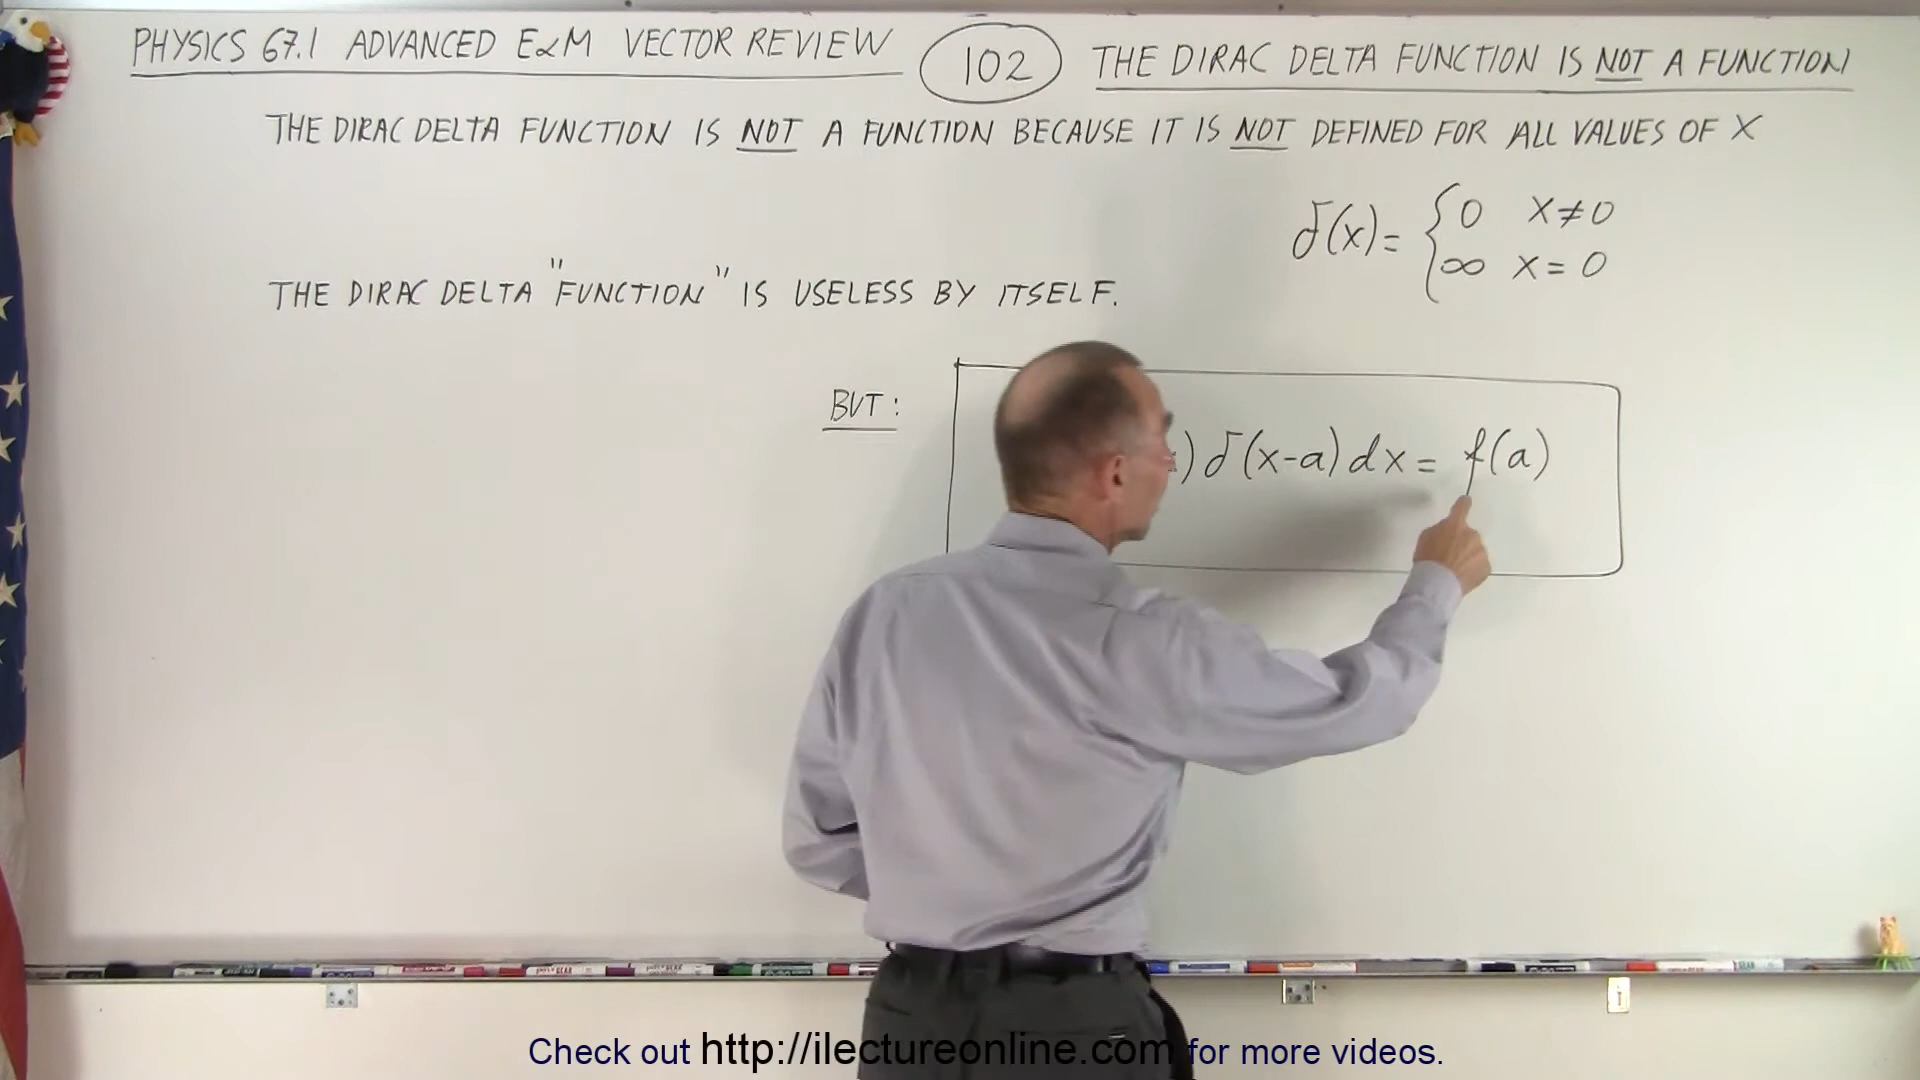 PHYSICS 67.1 ADVANCED E&M VECTOR REVIEW 102 THE DIRAC DELTA FUNCTION IS NOT A FUNCTION
THE DIRAC DELTA FUNCTION IS NOT A FUNCTION BECAUSE IT IS NOT DEFINED FOR ALL VALUES OF X
δ(x) = { 0 x≠0
∞ x = 0
THE DIRAC DELTA "FUNCTION" IS USELESS BY ITSELF.
BUT:
) δ(x-a) dx = f(a)
Check out http://ilectureonline.com for more videos.